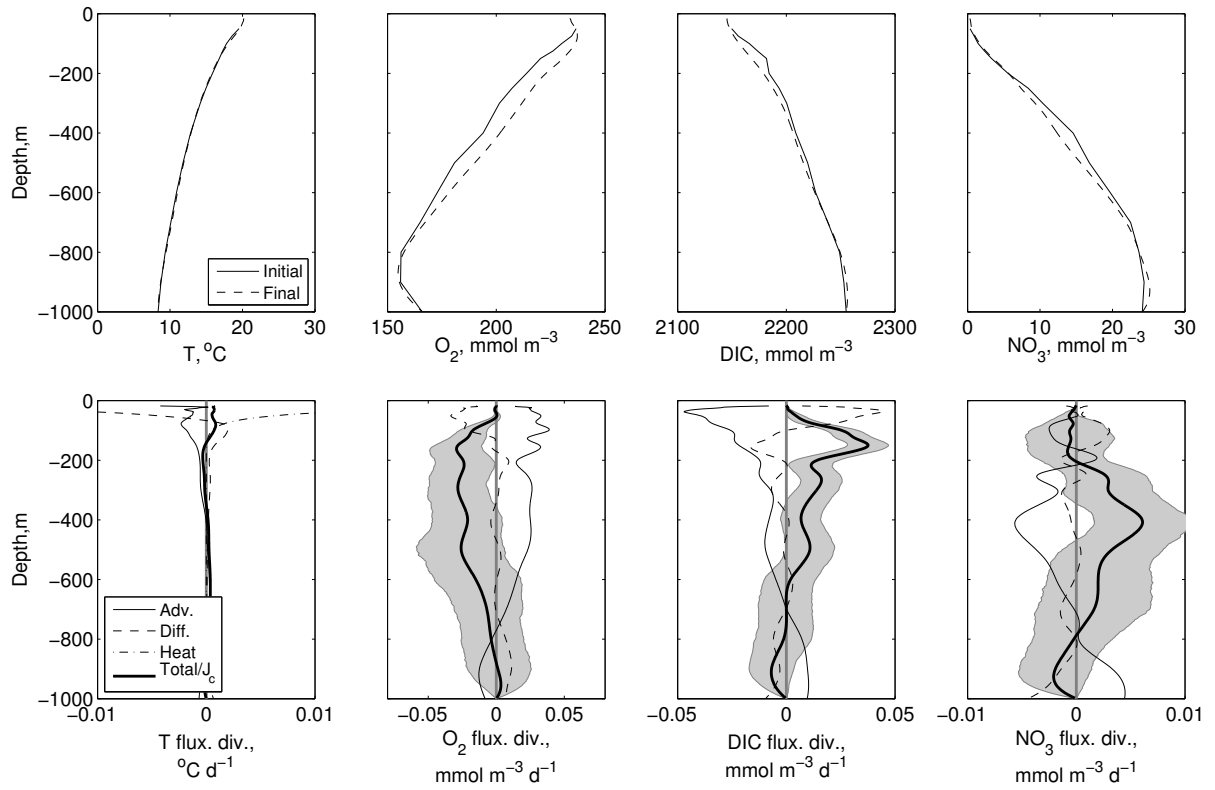 0
−200
−400
−600
−800
−1000
Depth,m
Initial
Final
0 10 20 30
T, °C
150 200 250
O2, mmol m−3
2100 2200 2300
DIC, mmol m−3
0 10 20 30
NO3, mmol m−3
0
−200
−400
−600
−800
−1000
Depth,m
Adv.
Diff.
Heat
Total/Jc
−0.01 0 0.01
T flux. div.,
°C d−1
−0.05 0 0.05
O2 flux. div.,
mmol m−3 d−1
−0.05 0 0.05
DIC flux div.,
mmol m−3 d−1
−0.01 0 0.01
NO3 flux. div.,
mmol m−3 d−1